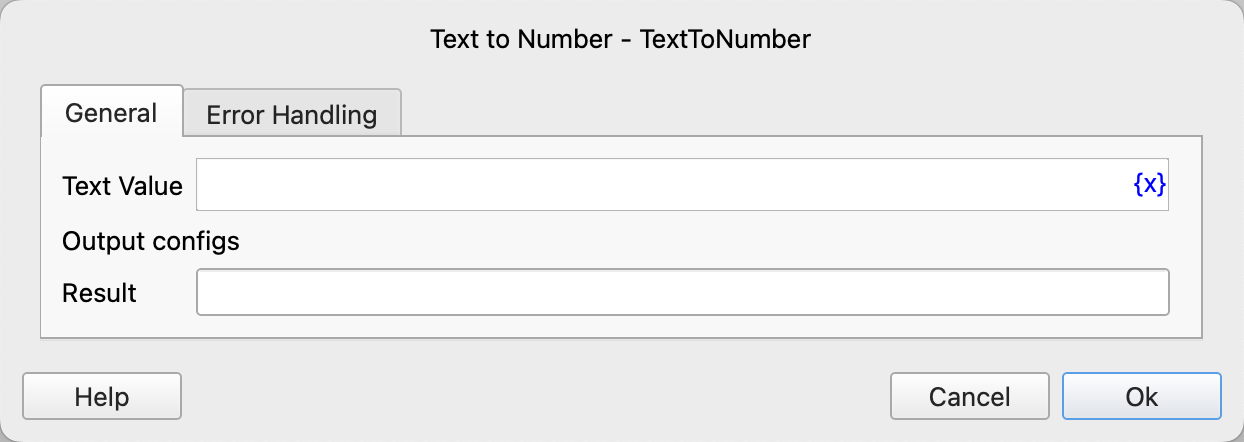 Text to Number - TextToNumber
General
Error Handling
Text Value
{x}
Output configs
Result
Help
Cancel
Ok